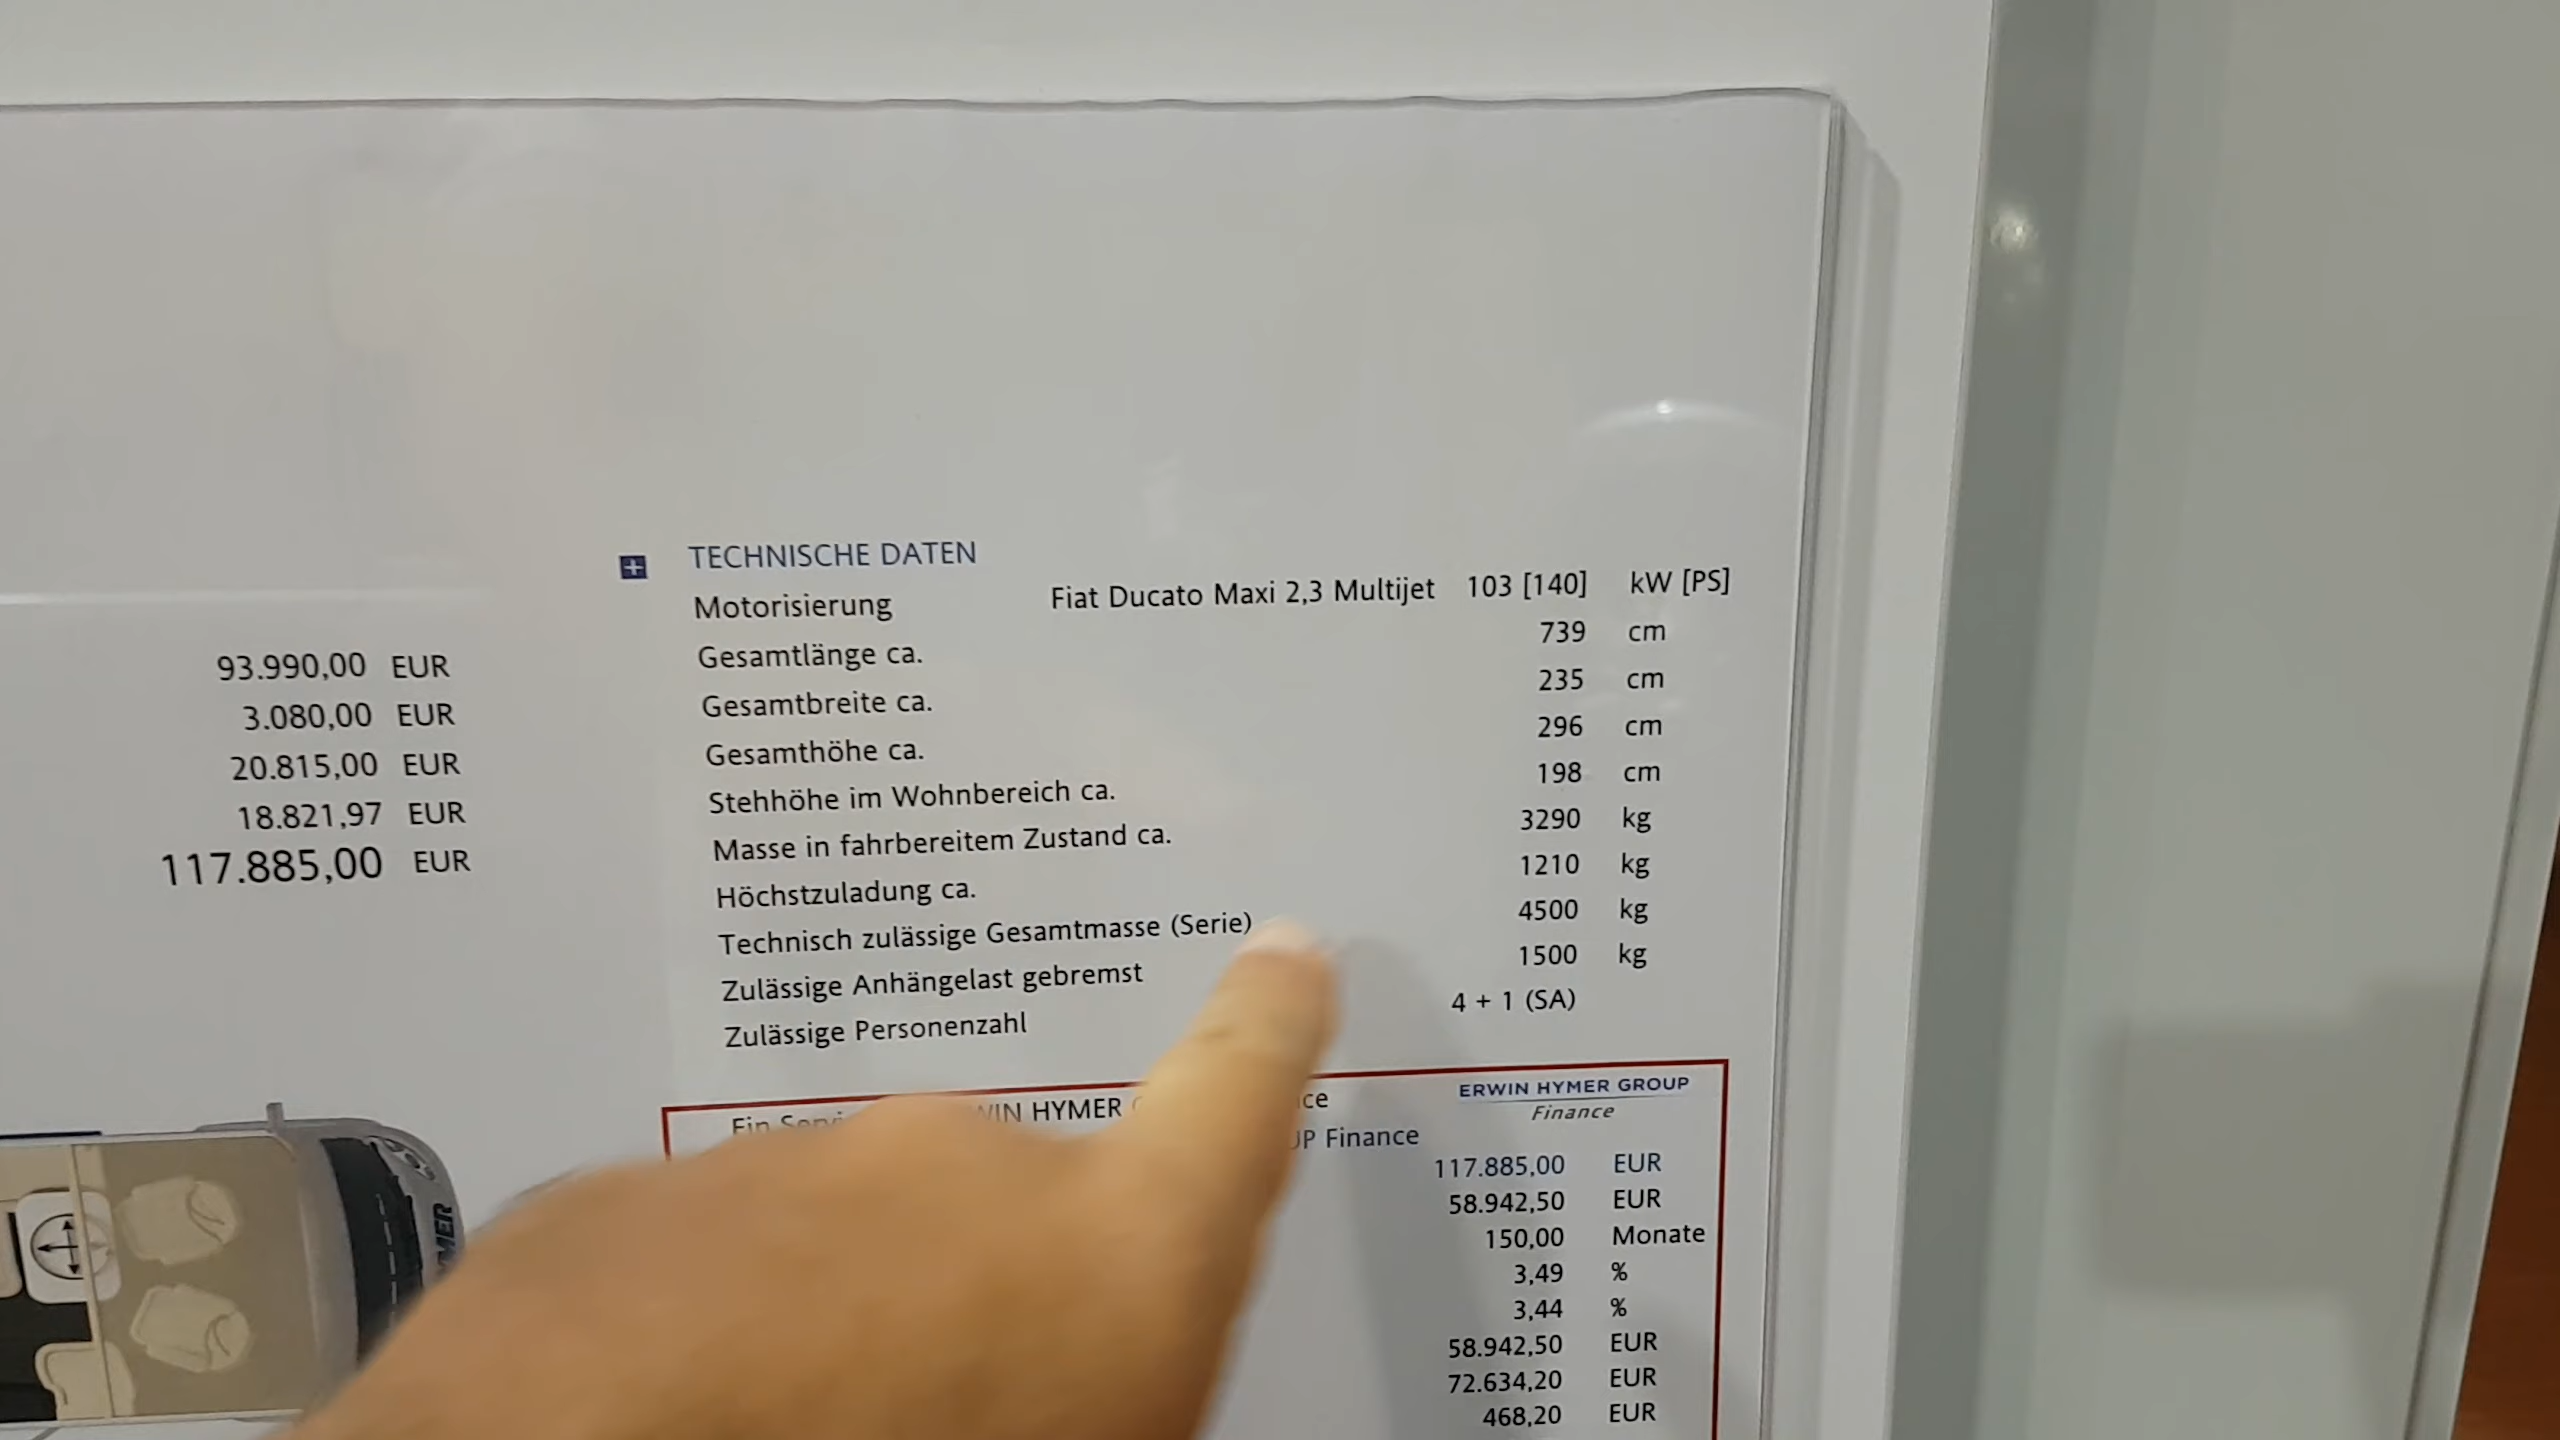 93.990,00 EUR
3.080,00 EUR
20.815,00 EUR
18.821,97 EUR
117.885,00 EUR
TECHNISCHE DATEN
Motorisierung Fiat Ducato Maxi 2,3 Multijet 103 [140] kW [PS]
Gesamtlänge ca. 739 cm
Gesamtbreite ca. 235 cm
Gesamthöhe ca. 296 cm
Stehhöhe im Wohnbereich ca. 198 cm
Masse in fahrbereitem Zustand ca. 3290 kg
Höchstzuladung ca. 1210 kg
Technisch zulässige Gesamtmasse (Serie) 4500 kg
Zulässige Anhängelast gebremst 1500 kg
Zulässige Personenzahl 4 + 1 (SA)
ERWIN HYMER GROUP
Finance
Ein HYMER
Finance
117.885,00 EUR
58.942,50 EUR
150,00 Monate
3,49 %
3,44 %
58.942,50 EUR
72.634,20 EUR
468,20 EUR